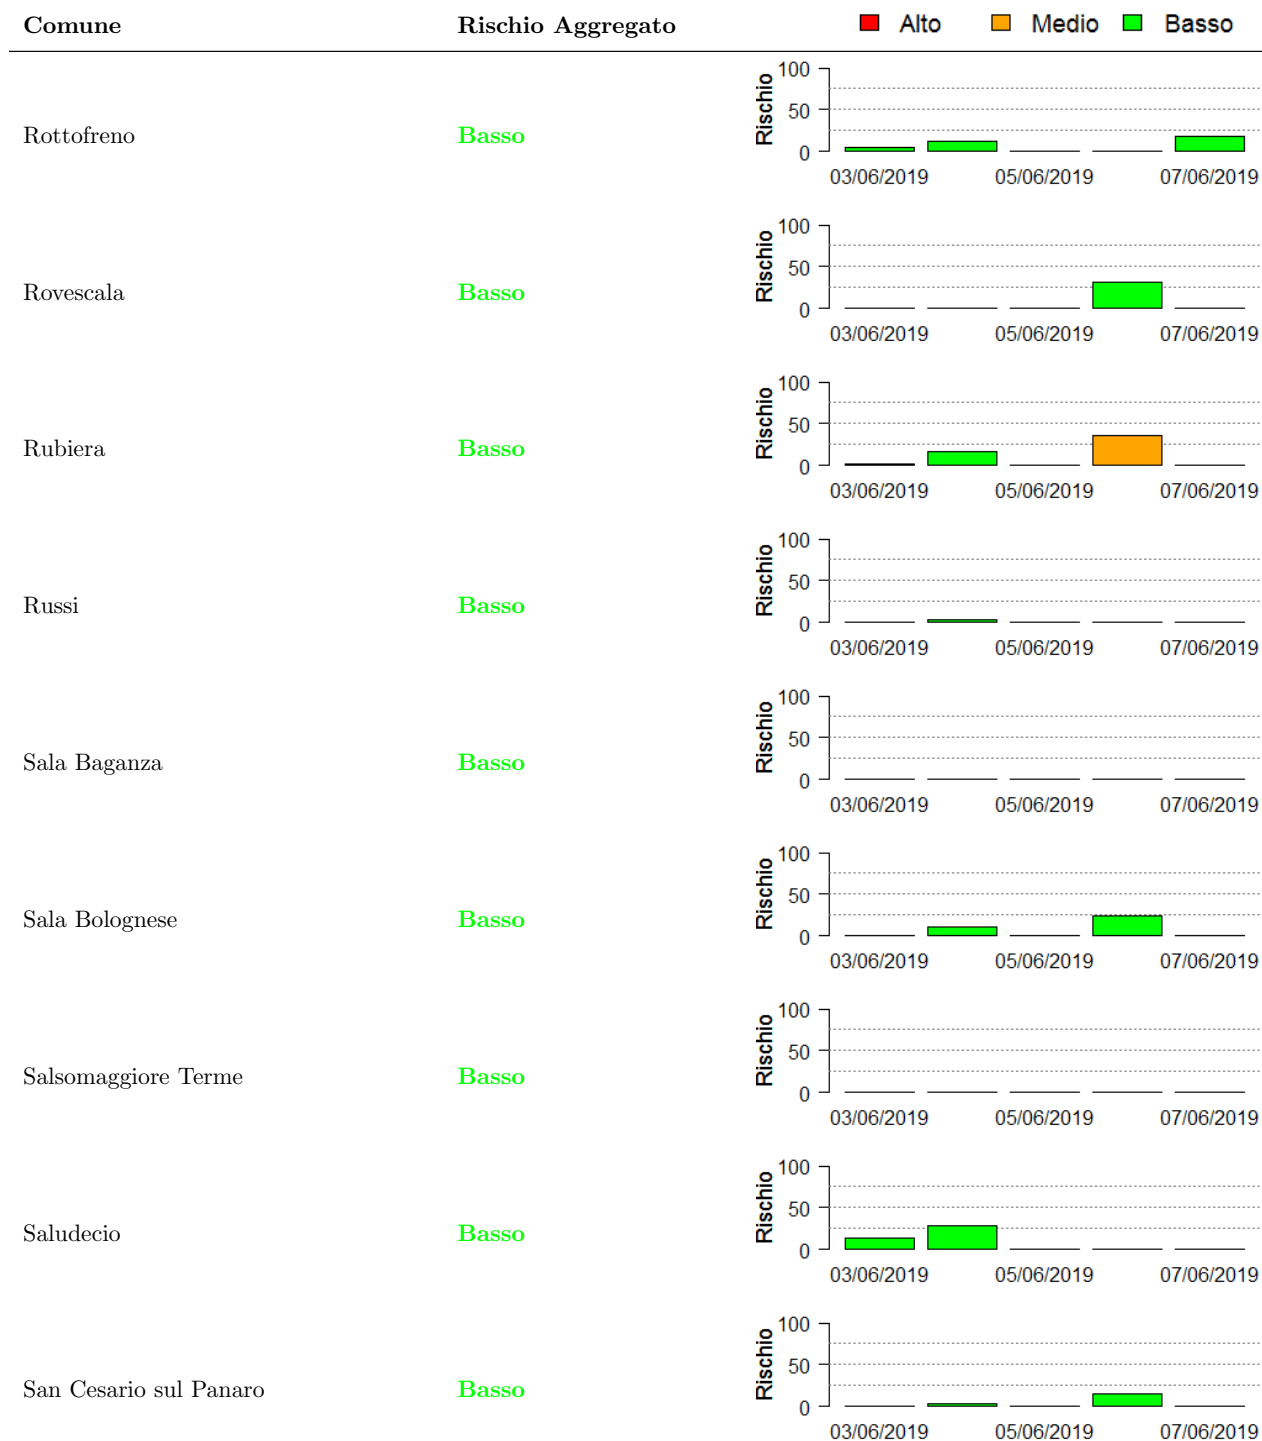 Comune Rischio Aggregato Alto Medio Basso
100
50
0
Rischio
Rottofreno Basso
03/06/2019 05/06/2019 07/06/2019
100
50
0
Rischio
Rovescala Basso
03/06/2019 05/06/2019 07/06/2019
100
50
0
Rischio
Rubiera Basso
03/06/2019 05/06/2019 07/06/2019
100
50
0
Rischio
Russi Basso
03/06/2019 05/06/2019 07/06/2019
100
50
0
Rischio
Sala Baganza Basso
03/06/2019 05/06/2019 07/06/2019
100
50
0
Rischio
Sala Bolognese Basso
03/06/2019 05/06/2019 07/06/2019
100
50
0
Rischio
Salsomaggiore Terme Basso
03/06/2019 05/06/2019 07/06/2019
100
50
0
Rischio
Saludecio Basso
03/06/2019 05/06/2019 07/06/2019
100
50
0
Rischio
San Cesario sul Panaro Basso
03/06/2019 05/06/2019 07/06/2019